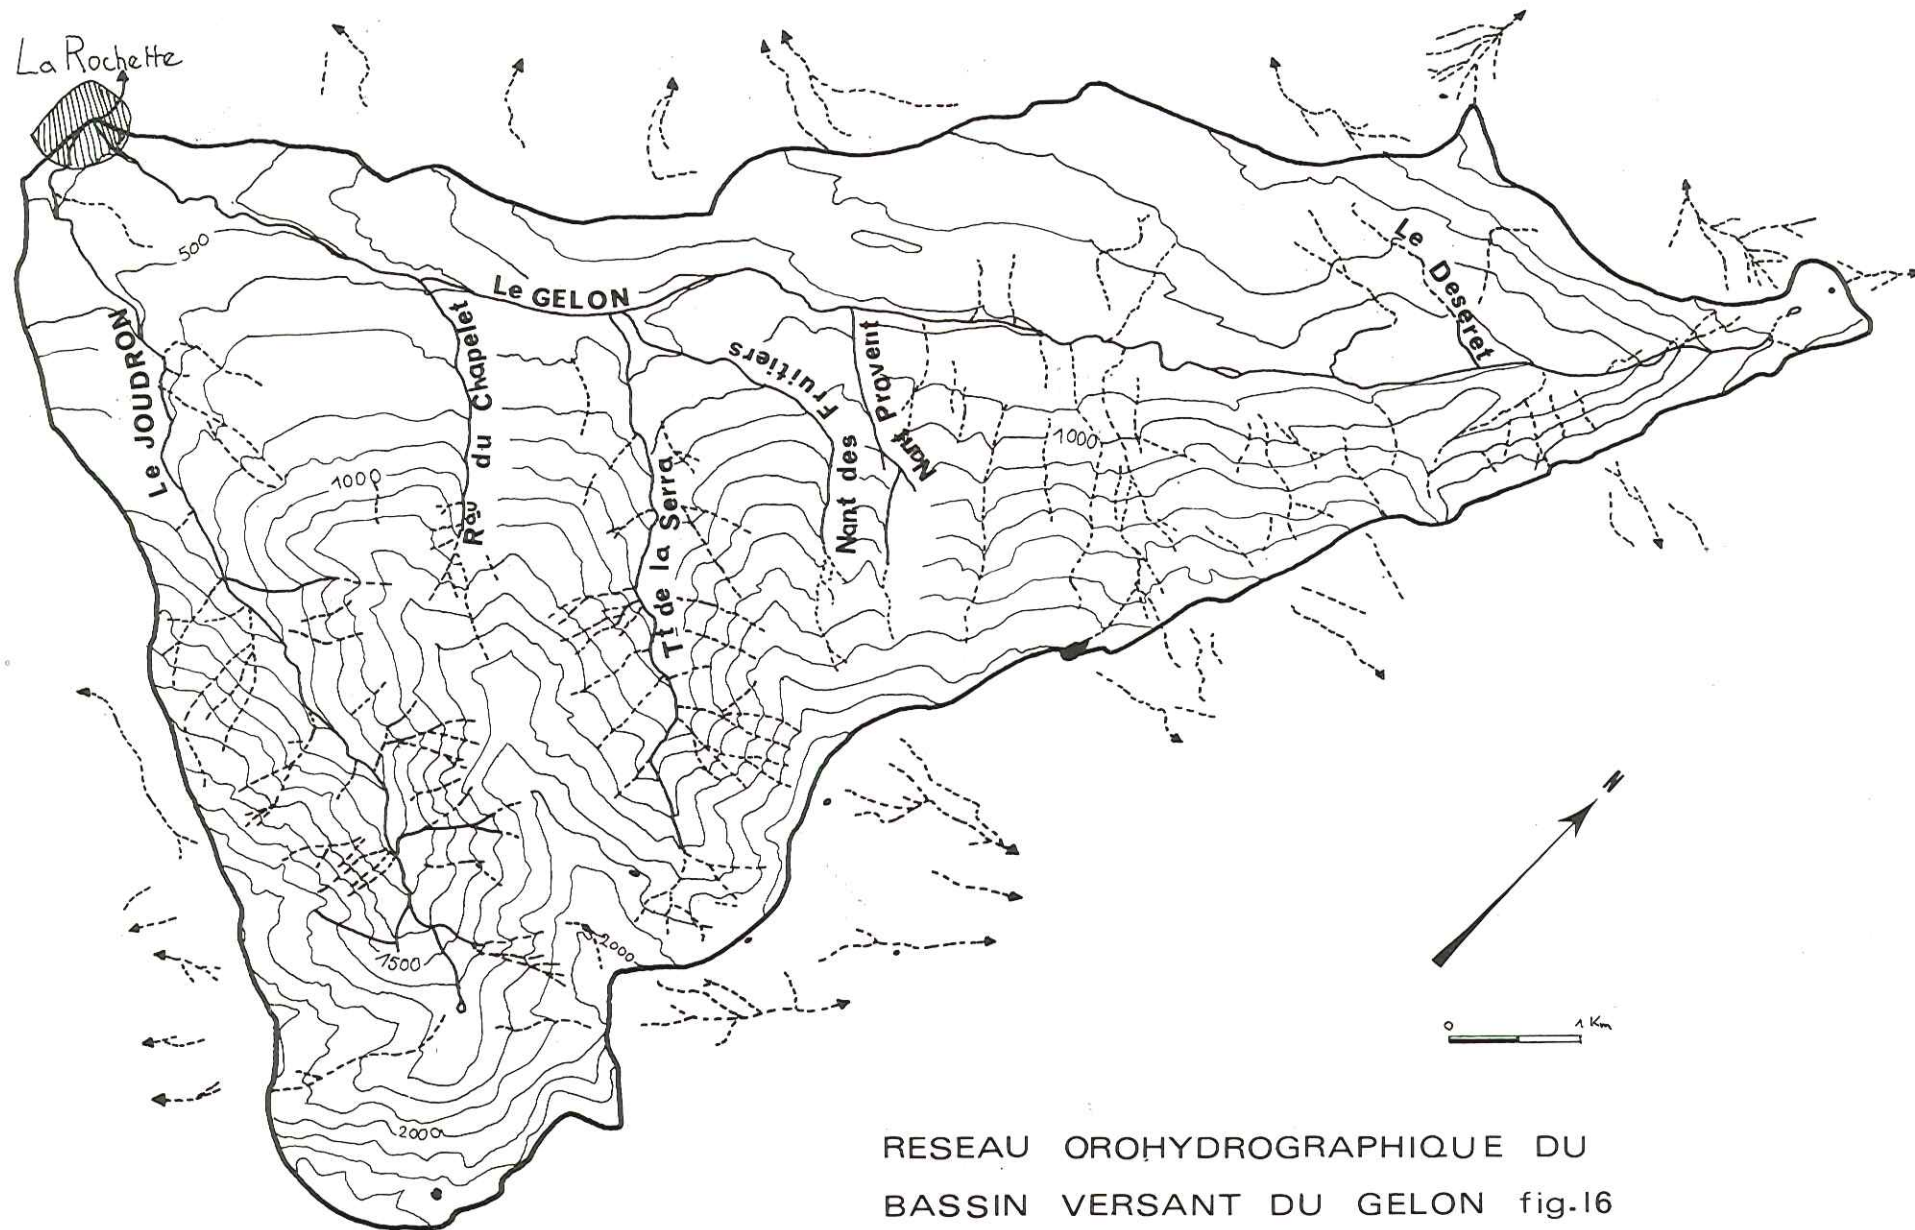 La Rochette
500
Le GELON
Le Deseret
Le JOUDRON
Rau du Chapelet
Tt de la Serra
Nant des Fruitiers
Nant Provent
1000
1000
1500
2000
2000
N
0 1 Km
RESEAU OROHYDROGRAPHIQUE DU
BASSIN VERSANT DU GELON fig.16